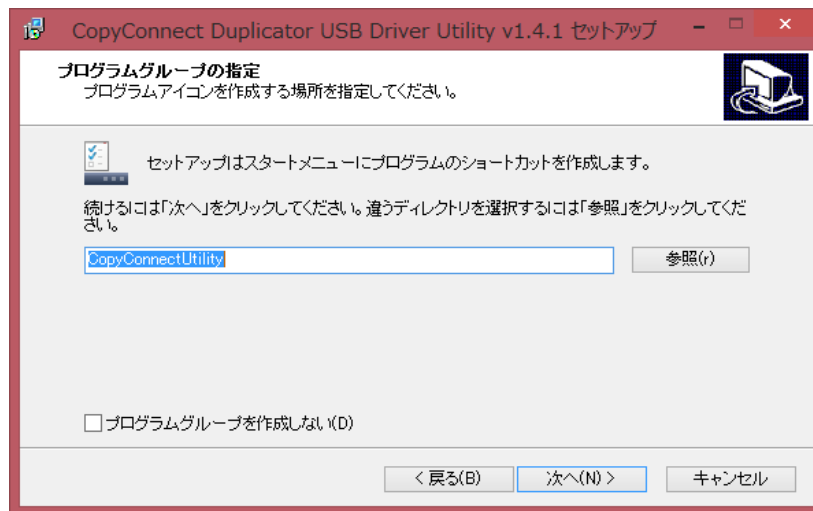 CopyConnect Duplicator USB Driver Utility v1.4.1 セットアップ
プログラムグループの指定
プログラムアイコンを作成する場所を指定してください。
セットアップはスタートメニューにプログラムのショートカットを作成します。
続けるには「次へ」をクリックしてください。違うディレクトリを選択するには「参照」をクリックしてくだ
さい。
CopyConnectUtility
参照(r)
プログラムグループを作成しない(D)
< 戻る(B)
次へ(N) >
キャンセル